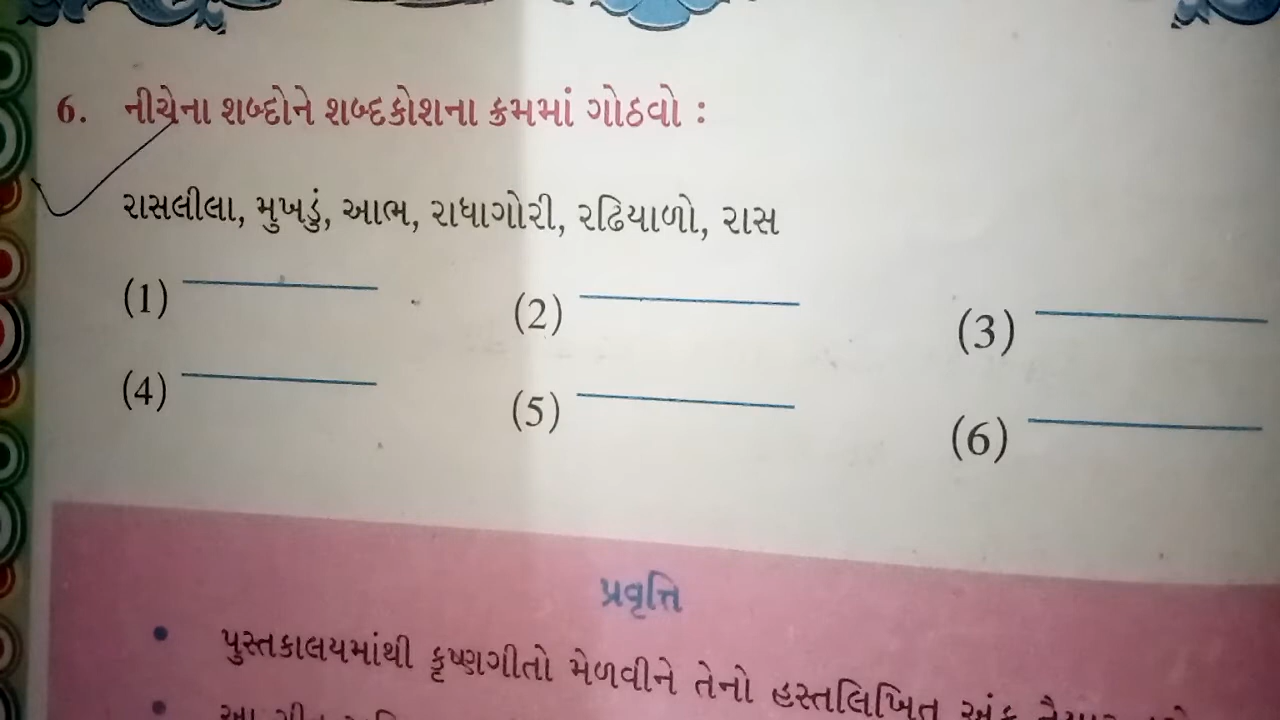 6. નીચેના શબ્દોને શબ્દકોશના ક્રમમાં ગોઠવો :
રાસલીલા, મુખડું, આભ, રાધાગોરી, રઢિયાળો, રાસ
(1) (2) (3)
(4) (5) (6)
પ્રવૃત્તિ
• પુસ્તકાલયમાંથી કૃષ્ણગીતો મેળવીને તેનો હસ્તલિખિત અંક
• આ